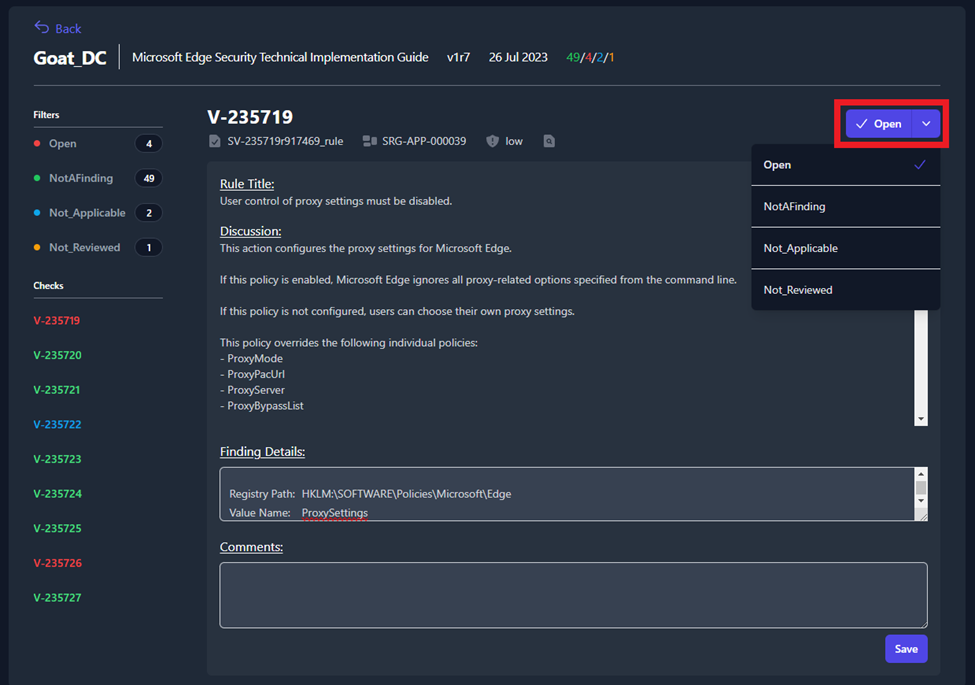 Back
Goat_DC
Microsoft Edge Security Technical Implementation Guide v1r7 26 Jul 2023 49/4/2/1
Filters
Open 4
NotAFinding 49
Not_Applicable 2
Not_Reviewed 1
Checks
V-235719
V-235720
V-235721
V-235722
V-235723
V-235724
V-235725
V-235726
V-235727
V-235719
SV-235719r917469_rule SRG-APP-000039 low
Open
Open
NotAFinding
Not_Applicable
Not_Reviewed
Rule Title:
User control of proxy settings must be disabled.
Discussion:
This action configures the proxy settings for Microsoft Edge.
If this policy is enabled, Microsoft Edge ignores all proxy-related options specified from the command line.
If this policy is not configured, users can choose their own proxy settings.
This policy overrides the following individual policies:
- ProxyMode
- ProxyPacUrl
- ProxyServer
- ProxyBypassList
Finding Details:
Registry Path: HKLM:\SOFTWARE\Policies\Microsoft\Edge
Value Name: ProxySettings
Comments:
Save